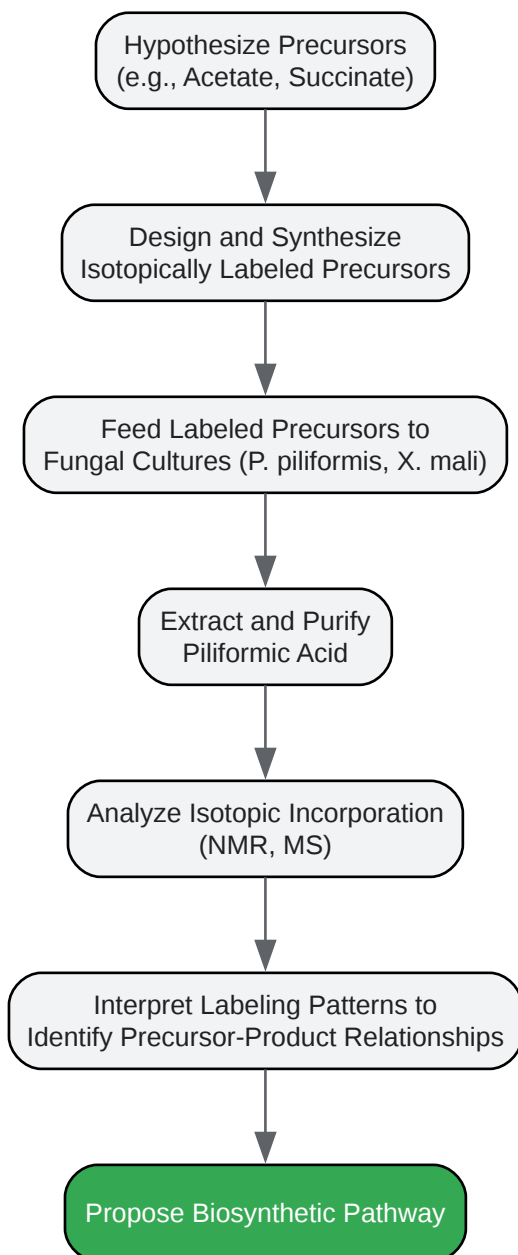 Hypothesize Precursors
(e.g., Acetate, Succinate)
Design and Synthesize
Isotopically Labeled Precursors
Feed Labeled Precursors to
Fungal Cultures (P. piliformis, X. mali)
Extract and Purify
Piliformic Acid
Analyze Isotopic Incorporation
(NMR, MS)
Interpret Labeling Patterns to
Identify Precursor-Product Relationships
Propose Biosynthetic Pathway